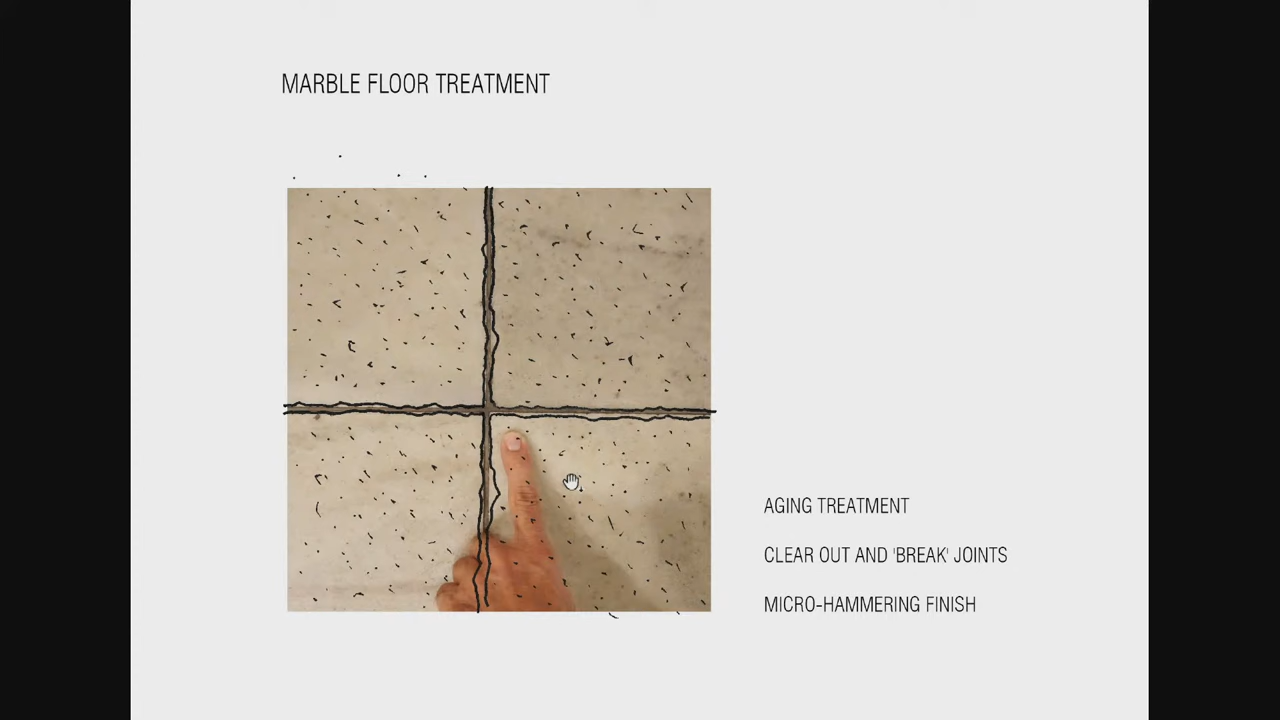 MARBLE FLOOR TREATMENT
AGING TREATMENT
CLEAR OUT AND 'BREAK' JOINTS
MICRO-HAMMERING FINISH